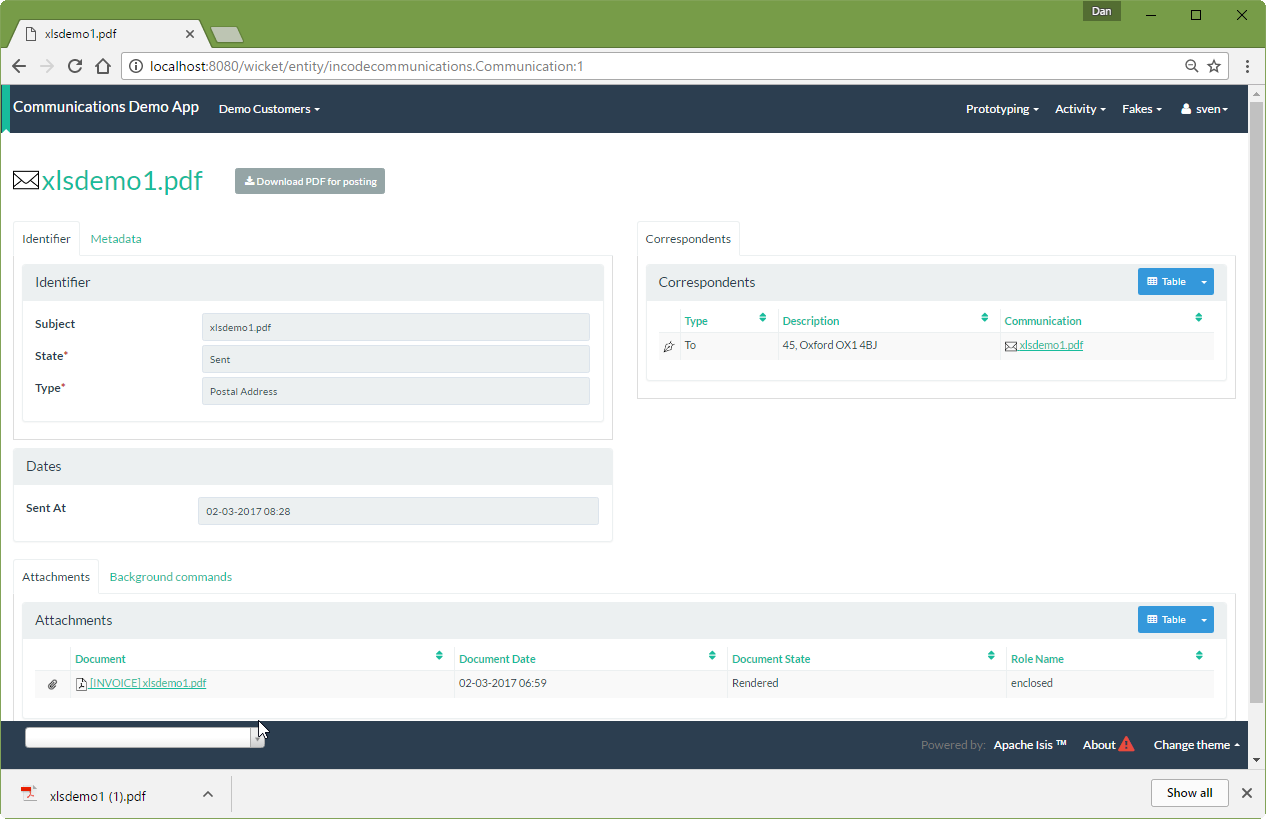 Dan
xlsdemo1.pdf
localhost:8080/wicket/entity/incodecommunications.Communication:1
Communications Demo App Demo Customers Prototyping Activity Fakes sven
xlsdemo1.pdf Download PDF for posting
Identifier Metadata
Identifier
Subject xlsdemo1.pdf
State* Sent
Type* Postal Address
Dates
Sent At 02-03-2017 08:28
Correspondents
Correspondents Table
Type Description Communication
To 45, Oxford OX1 4BJ xlsdemo1.pdf
Attachments Background commands
Attachments Table
Document Document Date Document State Role Name
[INVOICE] xlsdemo1.pdf 02-03-2017 06:59 Rendered enclosed
Powered by: Apache Isis ™ About Change theme
xlsdemo1 (1).pdf Show all